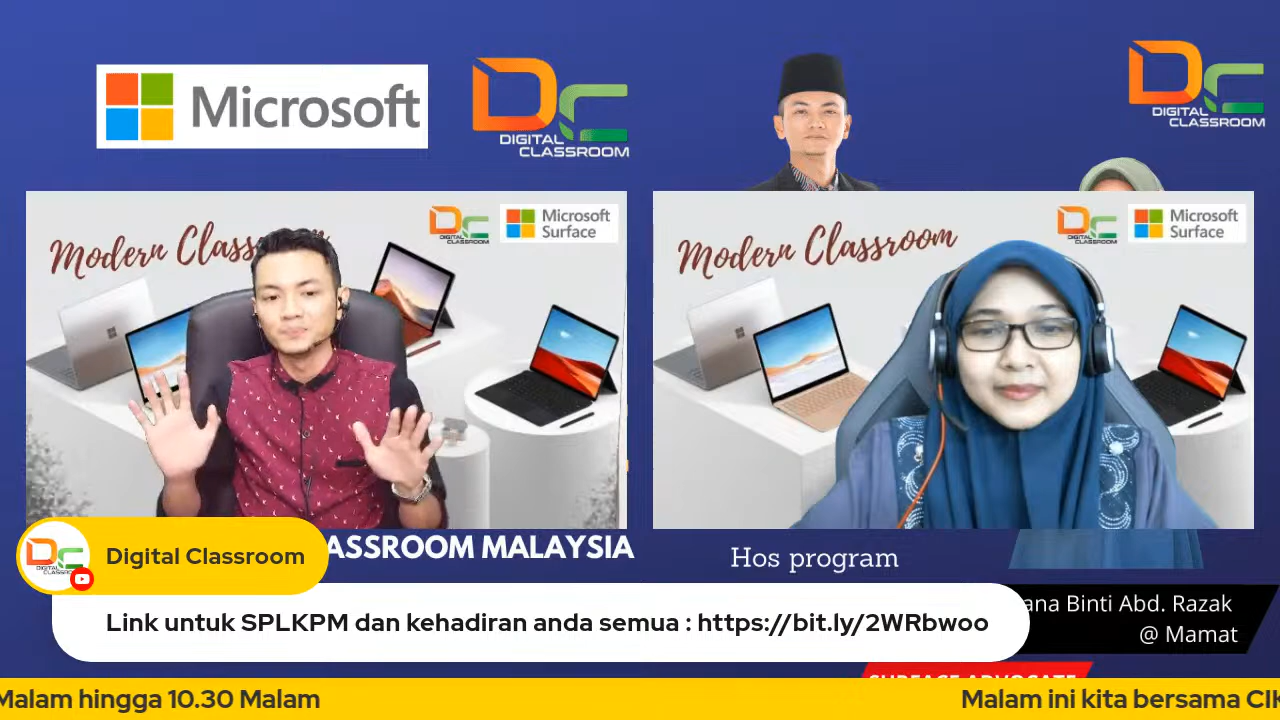 Microsoft
DIGITAL
CLASSROOM
DIGITAL
CLASSROOM
Modern
DIGITAL
CLASSROOM
Microsoft
Surface
Modern Classroom
DIGITAL
CLASSROOM
Microsoft
Surface
ASSROOM MALAYSIA
Hos program
Digital Classroom
Link untuk SPLKPM dan kehadiran anda semua : https://bit.ly/2WRbwoo
ana Binti Abd. Razak
@ Mamat
SURFACE ADVOCATE
Malam hingga 10.30 Malam
Malam ini kita bersama CIk